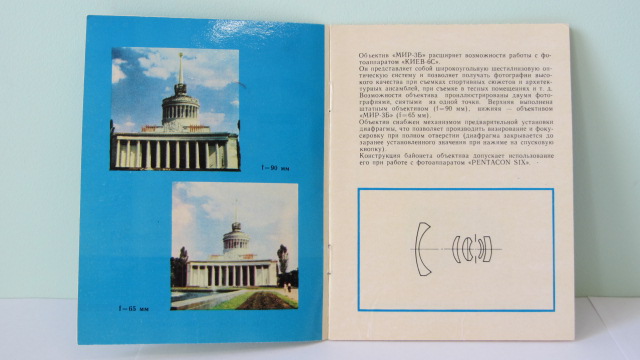 f—90 мм
f—65 мм
Объектив «МИР-3Б» расширяет возможности работы с фо-
тоаппаратом «КИЕВ-6С».
Он представляет собой широкоугольную шестилинзовую оп-
тическую систему и позволяет получать фотографии высо-
кого качества при съемках спортивных сюжетов и архитек-
турных ансамблей, при съемке в тесных помещениях и т. д.
Возможности объектива проиллюстрированы двумя фото-
графиями, снятыми из одной точки. Верхняя выполнена
штатным объективом (f—90 мм), нижняя — объективом
«МИР-3Б» (f—65 мм).
Объектив снабжен механизмом предварительной установки
диафрагмы, что позволяет производить визирование и фоку-
сировку при полном отверстии (диафрагма закрывается до
заранее установленного значения при нажиме на спусковую
кнопку).
Конструкция байонета объектива допускает использование
его при работе с фотоаппаратом «PENTACON SIX».